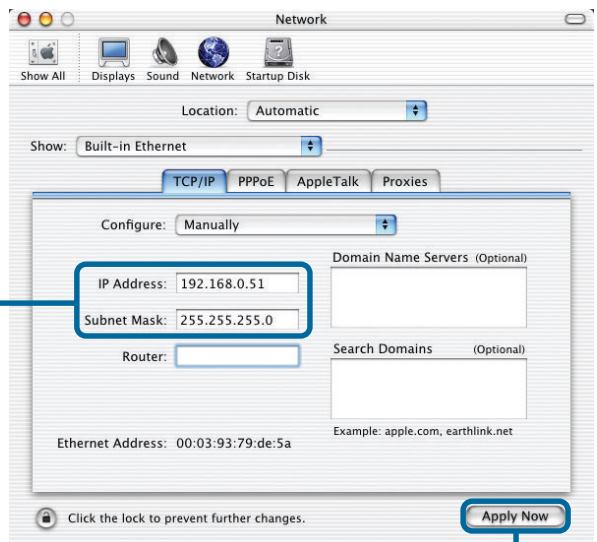 Network
Show All Displays Sound Network Startup Disk
Location: Automatic
Show: Built-in Ethernet
TCP/IP PPPoE AppleTalk Proxies
Configure: Manually
Domain Name Servers (Optional)
IP Address: 192.168.0.51
Subnet Mask: 255.255.255.0
Router:
Search Domains (Optional)
Example: apple.com, earthlink.net
Ethernet Address: 00:03:93:79:de:5a
Click the lock to prevent further changes.
Apply Now